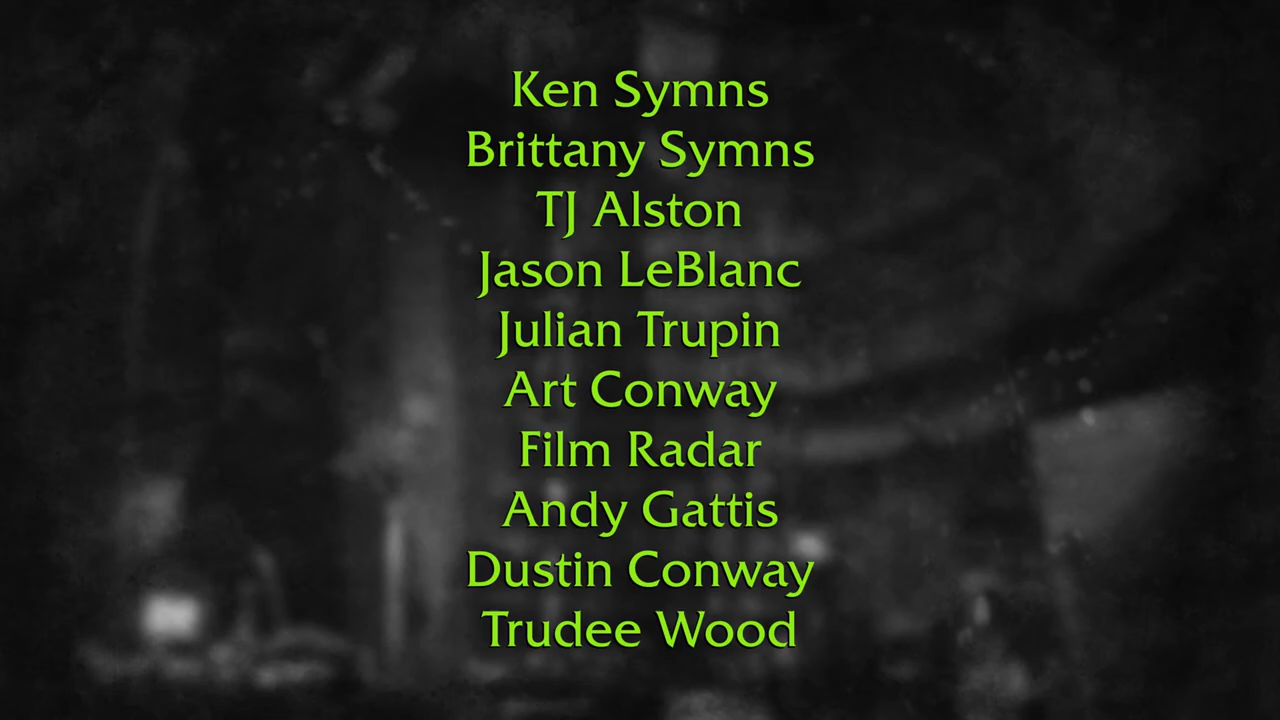 Ken Symns
Brittany Symns
TJ Alston
Jason LeBlanc
Julian Trupin
Art Conway
Film Radar
Andy Gattis
Dustin Conway
Trudee Wood